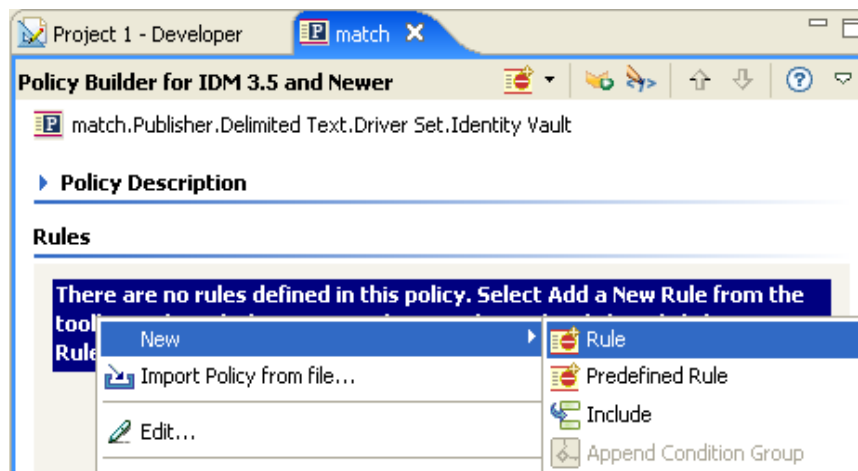 Project 1 - Developer
match
Policy Builder for IDM 3.5 and Newer
match.Publisher.Delimited Text.Driver Set.Identity Vault
Policy Description
Rules
There are no rules defined in this policy. Select Add a New Rule from the
New
Rule
Import Policy from file...
Predefined Rule
Include
Edit...
Append Condition Group